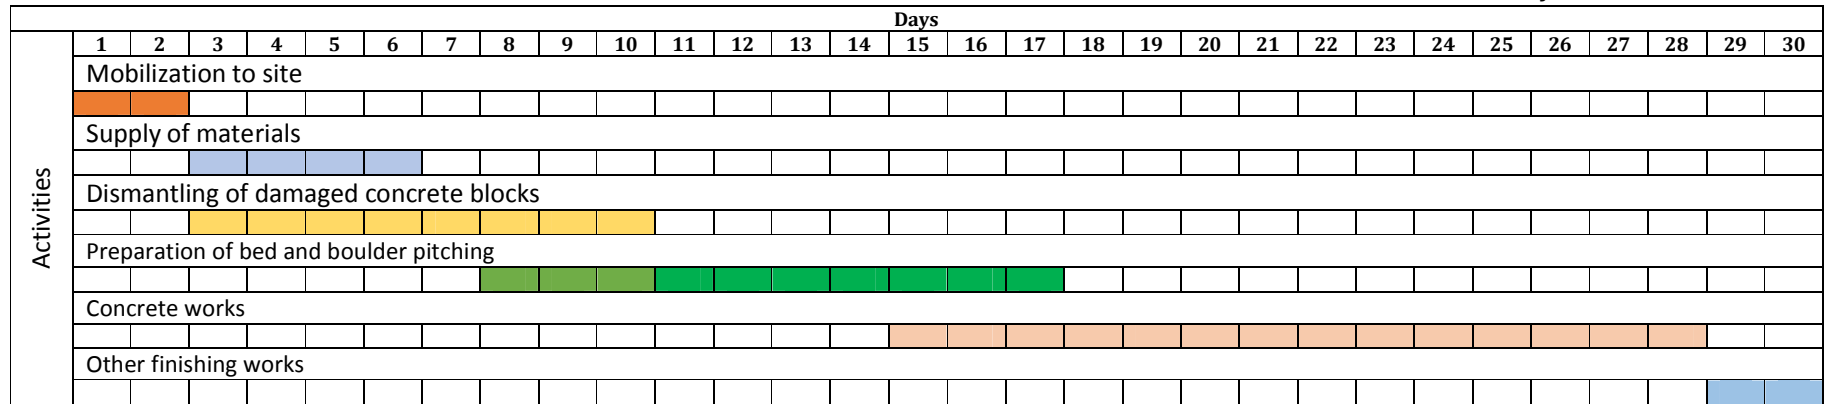 Days
1 2 3 4 5 6 7 8 9 10 11 12 13 14 15 16 17 18 19 20 21 22 23 24 25 26 27 28 29 30
Activities
Mobilization to site
Supply of materials
Dismantling of damaged concrete blocks
Preparation of bed and boulder pitching
Concrete works
Other finishing works